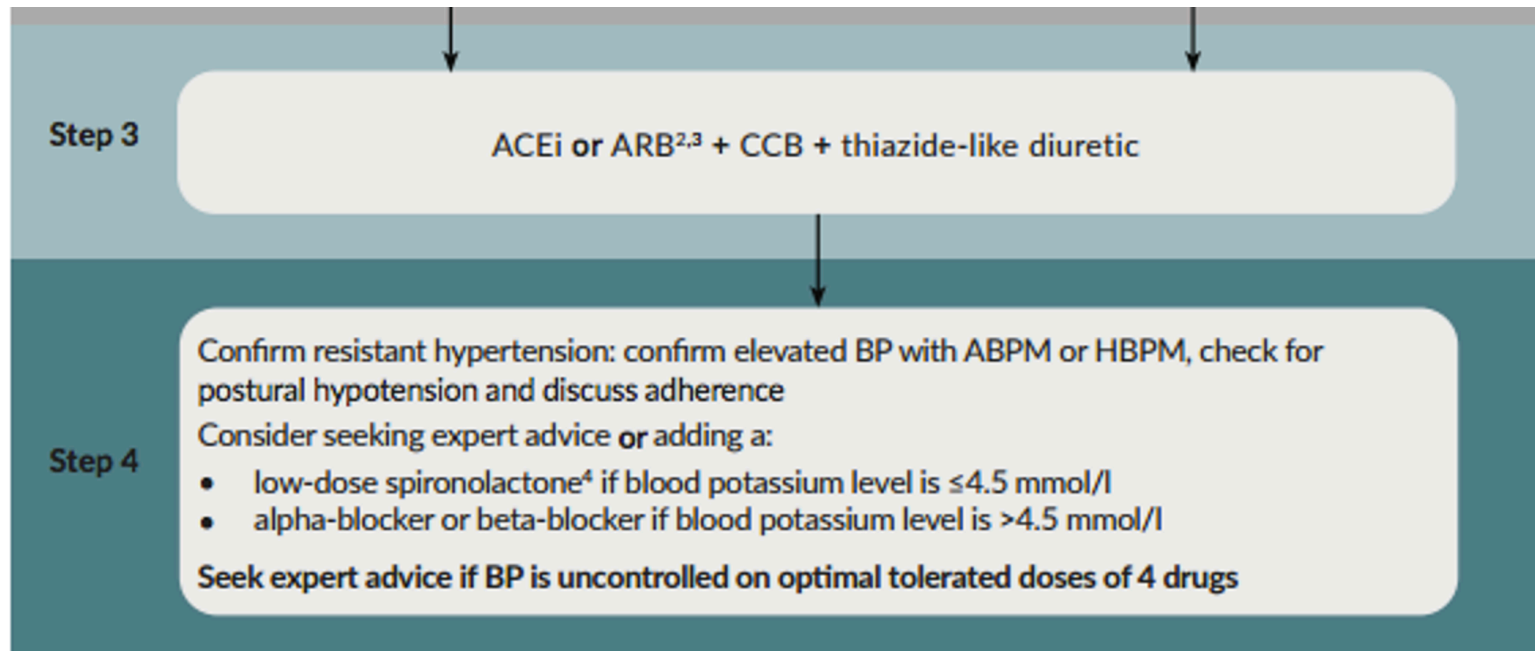 Step 3
ACEi or ARB²,³ + CCB + thiazide-like diuretic
Step 4
Confirm resistant hypertension: confirm elevated BP with ABPM or HBPM, check for
postural hypotension and discuss adherence
Consider seeking expert advice or adding a:
• low-dose spironolactone⁴ if blood potassium level is ≤4.5 mmol/l
• alpha-blocker or beta-blocker if blood potassium level is >4.5 mmol/l
Seek expert advice if BP is uncontrolled on optimal tolerated doses of 4 drugs